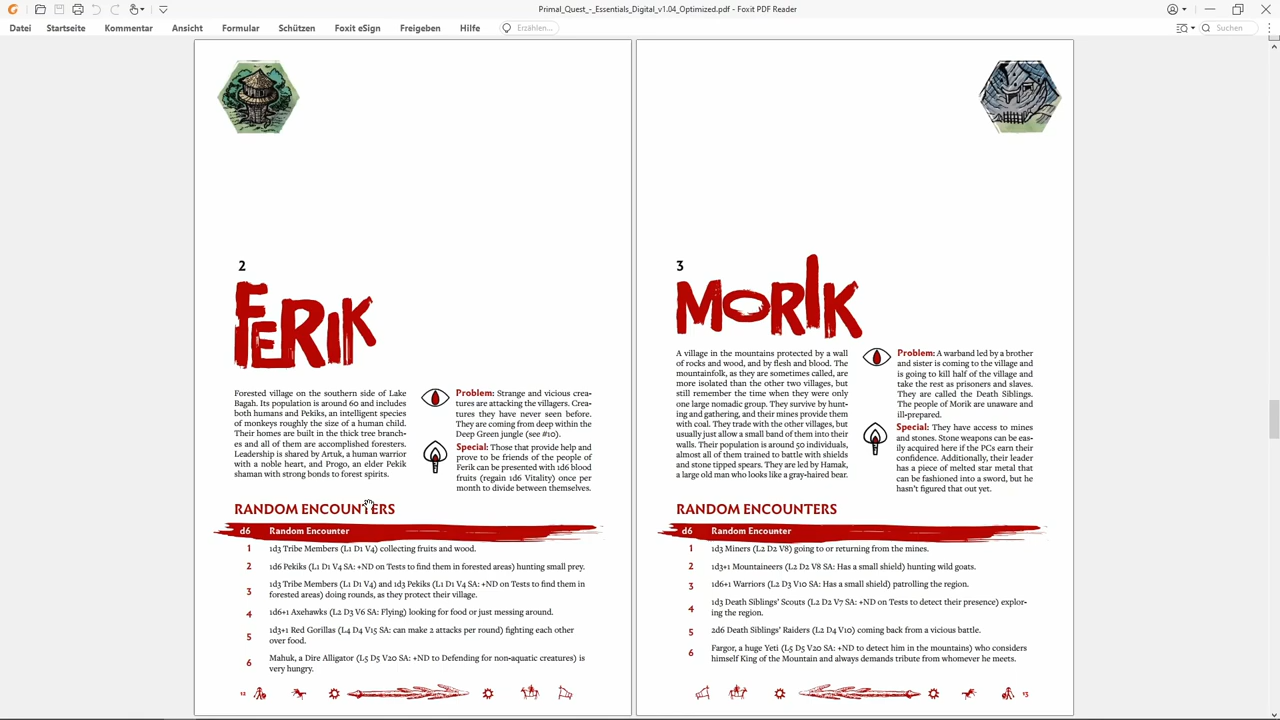 Primal_Quest_-_Essentials_Digital_v1.04_Optimized.pdf - Foxit PDF Reader
Datei Startseite Kommentar Ansicht Formular Schützen Foxit eSign Freigeben Hilfe Erzählen... Suchen
2
FERIK
Forested village on the southern side of Lake
Bagah. Its population is around 60 and includes
both humans and Pekiks, an intelligent species
of monkeys roughly the size of a human child.
Their homes are built in the thick tree branch-
es and all of them are accomplished foresters.
Leadership is shared by Artuk, a human warrior
with a noble heart, and Progo, an elder Pekik
shaman with strong bonds to forest spirits.
Problem: Strange and vicious crea-
tures are attacking the villagers. Crea-
tures they have never seen before.
They are coming from deep within the
Deep Green jungle (see #10).
Special: Those that provide help and
prove to be friends of the people of
Ferik can be presented with 1d6 blood
fruits (regain 1d6 Vitality) once per
month to divide between themselves.
RANDOM ENCOUNTERS
d6 Random Encounter
1 1d3 Tribe Members (L1 D1 V4) collecting fruits and wood.
2 1d6 Pekiks (L1 D1 V4 SA: +ND on Tests to find them in forested areas) hunting small prey.
3 1d3 Tribe Members (L1 D1 V4) and 1d3 Pekiks (L1 D1 V4 SA: +ND on Tests to find them in
forested areas) doing rounds, as they protect their village.
4 1d6+1 Axehawks (L2 D3 V6 SA: Flying) looking for food or just messing around.
5 1d3+1 Red Gorillas (L4 D4 V15 SA: can make 2 attacks per round) fighting each other
over food.
6 Mahuk, a Dire Alligator (L5 D5 V20 SA: +ND to Defending for non-aquatic creatures) is
very hungry.
12
3
MORIK
A village in the mountains protected by a wall
of rocks and wood, and by flesh and blood. The
mountainfolk, as they are sometimes called, are
more isolated than the other two villages, but
still remember the time when they were only
one large nomadic group. They survive by hunt-
ing and gathering, and their mines provide them
with coal. They trade with the other villages, but
usually just allow a small band of them into their
walls. Their population is around 50 individuals,
almost all of them trained to battle with shields
and stone tipped spears. They are led by Hamak,
a large old man who looks like a gray-haired bear.
Problem: A warband led by a brother
and sister is coming to the village and
is going to kill half of the village and
take the rest as prisoners and slaves.
They are called the Death Siblings.
The people of Morik are unaware and
ill-prepared.
Special: They have access to mines
and stones. Stone weapons can be eas-
ily acquired here if the PCs earn their
confidence. Additionally, their leader
has a piece of melted star metal that
can be fashioned into a sword, but he
hasn't figured that out yet.
RANDOM ENCOUNTERS
d6 Random Encounter
1 1d3 Miners (L2 D2 V8) going to or returning from the mines.
2 1d3+1 Mountaineers (L2 D2 V8 SA: Has a small shield) hunting wild goats.
3 1d6+1 Warriors (L2 D3 V10 SA: Has a small shield) patrolling the region.
4 1d3 Death Siblings' Scouts (L2 D2 V7 SA: +ND on Tests to detect their presence) explor-
ing the region.
5 2d6 Death Siblings' Raiders (L2 D4 V10) coming back from a vicious battle.
6 Fargor, a huge Yeti (L5 D5 V20 SA: +ND to detect him in the mountains) who considers
himself King of the Mountain and always demands tribute from whomever he meets.
13